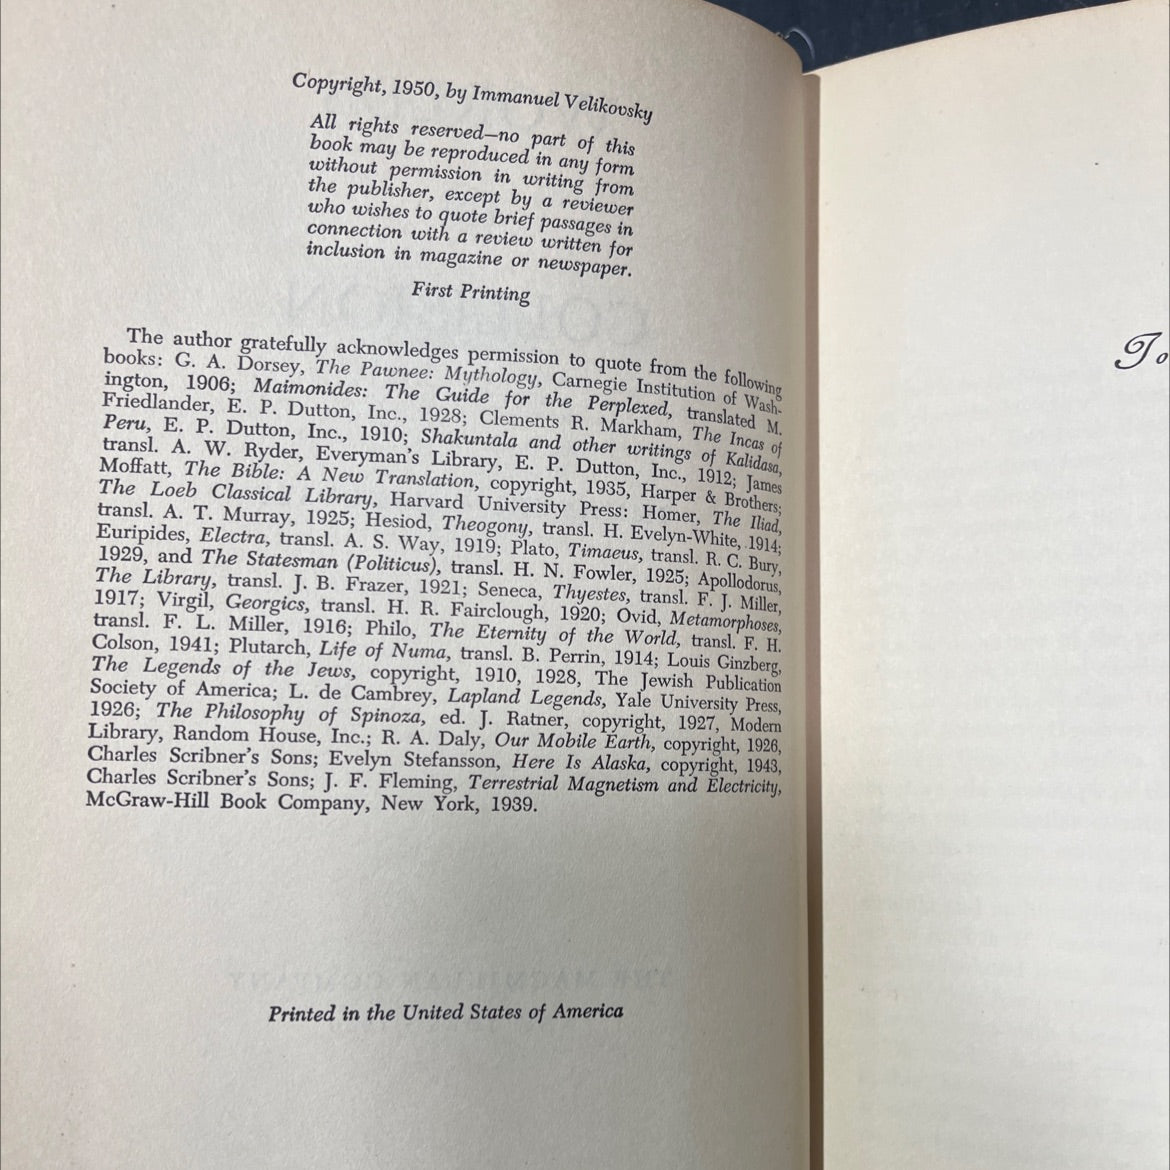 Copyright, 1950, by Immanuel Velikovsky
All rights reserved—no part of this
book may be reproduced in any form
without permission in writing from
the publisher, except by a reviewer
who wishes to quote brief passages in
connection with a review written for
inclusion in magazine or newspaper.
First Printing
The author gratefully acknowledges permission to quote from the following
books: G. A. Dorsey, The Pawnee: Mythology, Carnegie Institution of Wash-
ington, 1906; Maimonides: The Guide for the Perplexed, translated M.
Friedlander, E. P. Dutton, Inc., 1928; Clements R. Markham, The Incas of
Peru, E. P. Dutton, Inc., 1910; Shakuntala and other writings of Kalidasa,
transl. A. W. Ryder, Everyman's Library, E. P. Dutton, Inc., 1912; James
Moffatt, The Bible: A New Translation, copyright, 1935, Harper & Brothers;
The Loeb Classical Library, Harvard University Press: Homer, The Iliad,
transl. A. T. Murray, 1925; Hesiod, Theogony, transl. H. Evelyn-White, 1914;
Euripides, Electra, transl. A. S. Way, 1919; Plato, Timaeus, transl. R. C. Bury,
1929, and The Statesman (Politicus), transl. H. N. Fowler, 1925; Apollodorus,
The Library, transl. J. B. Frazer, 1921; Seneca, Thyestes, transl. F. J. Miller,
1917; Virgil, Georgics, transl. H. R. Fairclough, 1920; Ovid, Metamorphoses,
transl. F. L. Miller, 1916; Philo, The Eternity of the World, transl. F. H.
Colson, 1941; Plutarch, Life of Numa, transl. B. Perrin, 1914; Louis Ginzberg,
The Legends of the Jews, copyright, 1910, 1928, The Jewish Publication
Society of America; L. de Cambrey, Lapland Legends, Yale University Press,
1926; The Philosophy of Spinoza, ed. J. Ratner, copyright, 1927, Modern
Library, Random House, Inc.; R. A. Daly, Our Mobile Earth, copyright, 1926,
Charles Scribner's Sons; Evelyn Stefansson, Here Is Alaska, copyright, 1943,
Charles Scribner's Sons; J. F. Fleming, Terrestrial Magnetism and Electricity,
McGraw-Hill Book Company, New York, 1939.
Printed in the United States of America
To